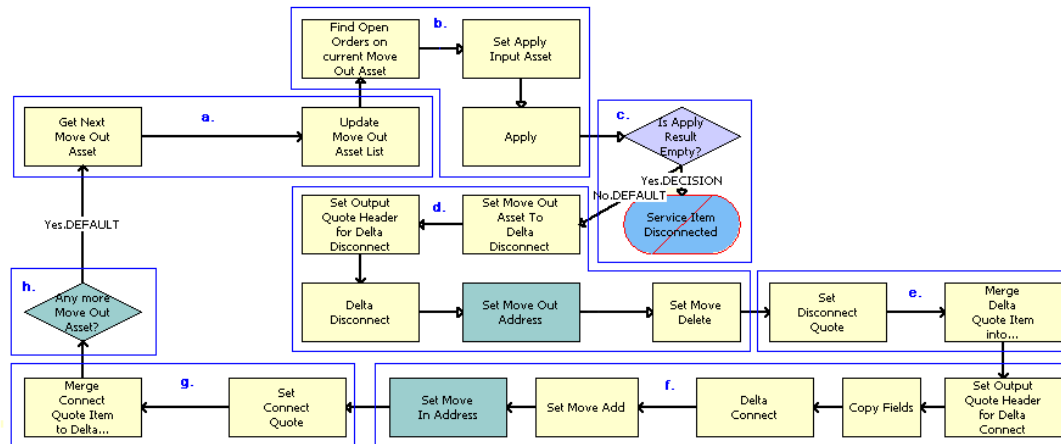 b.
Find Open
Orders on
current Move
Out Asset
Set Apply
Input Asset
a.
Get Next
Move Out
Asset
Update
Move Out
Asset List
Apply
c.
Is Apply
Result
Empty?
Yes.DECISION
No.DEFAULT
Service Item
Disconnected
Yes.DEFAULT
d.
Set Output
Quote Header
for Delta
Disconnect
Set Move Out
Asset To
Delta
Disconnect
Delta
Disconnect
Set Move Out
Address
Set Move
Delete
e.
Set
Disconnect
Quote
Merge
Delta
Quote Item
into...
h.
Any more
Move Out
Asset?
g.
Merge
Connect
Quote Item
to Delta...
Set
Connect
Quote
f.
Set Move
In Address
Set Move Add
Delta
Connect
Copy Fields
Set Output
Quote Header
for Delta
Connect